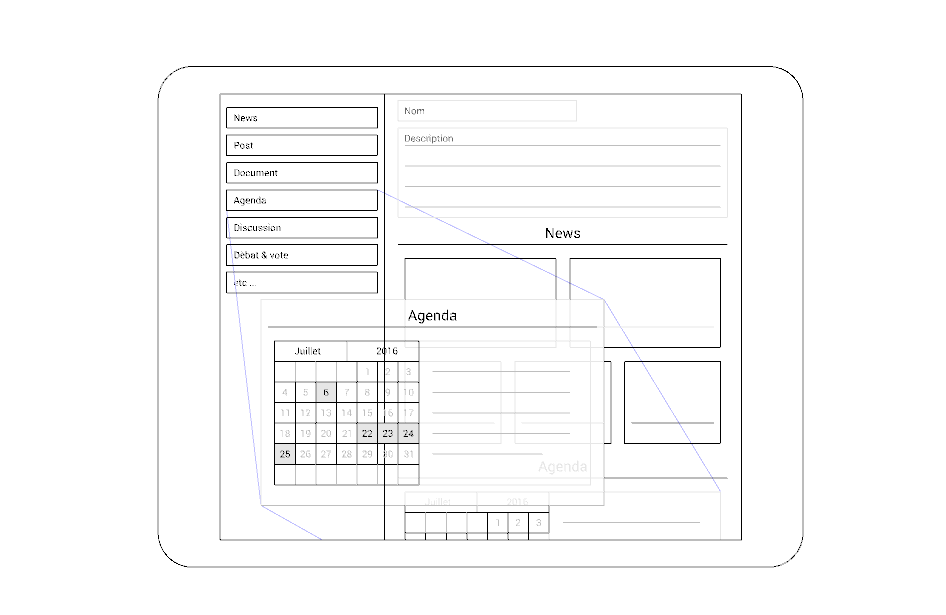 News
Post
Document
Agenda
Discussion
Débat & vote
etc ...
Nom
Description
News
Agenda
Juillet 2016
1 2 3
4 5 6 7 8 9 10
11 12 13 14 15 16 17
18 19 20 21 22 23 24
25 26 27 28 29 30 31
Agenda
Juillet 2016
1 2 3